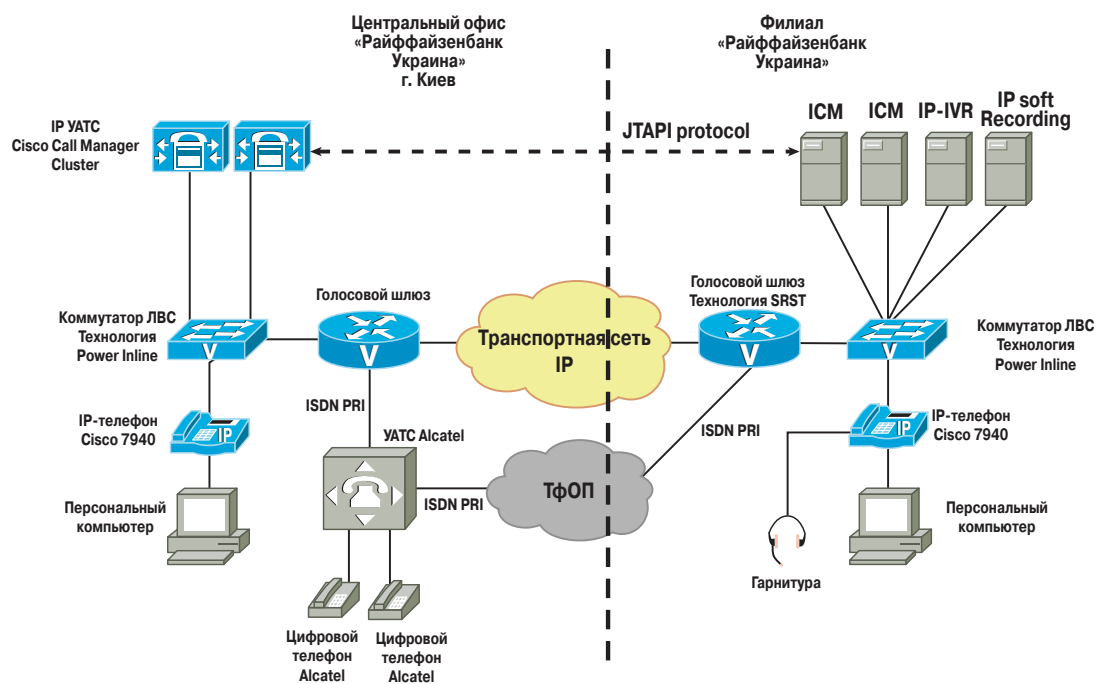 Центральный офис
«Райффайзенбанк
Украина»
г. Киев
Филиал
«Райффайзенбанк
Украина»
IP УАТС
Cisco Call Manager
Cluster
JTAPI protocol
ICM
ICM
IP-IVR
IP soft
Recording
Коммутатор ЛВС
Технология
Power Inline
V
Голосовой шлюз
V
Транспортная сеть
IP
Голосовой шлюз
Технология SRST
V
V
Коммутатор ЛВС
Технология
Power Inline
IP-телефон
Cisco 7940
IP
ISDN PRI
УАТС Alcatel
ISDN PRI
ТфОП
ISDN PRI
IP
IP-телефон
Cisco 7940
Персональный
компьютер
Гарнитура
Персональный
компьютер
Цифровой
телефон
Alcatel
Цифровой
телефон
Alcatel